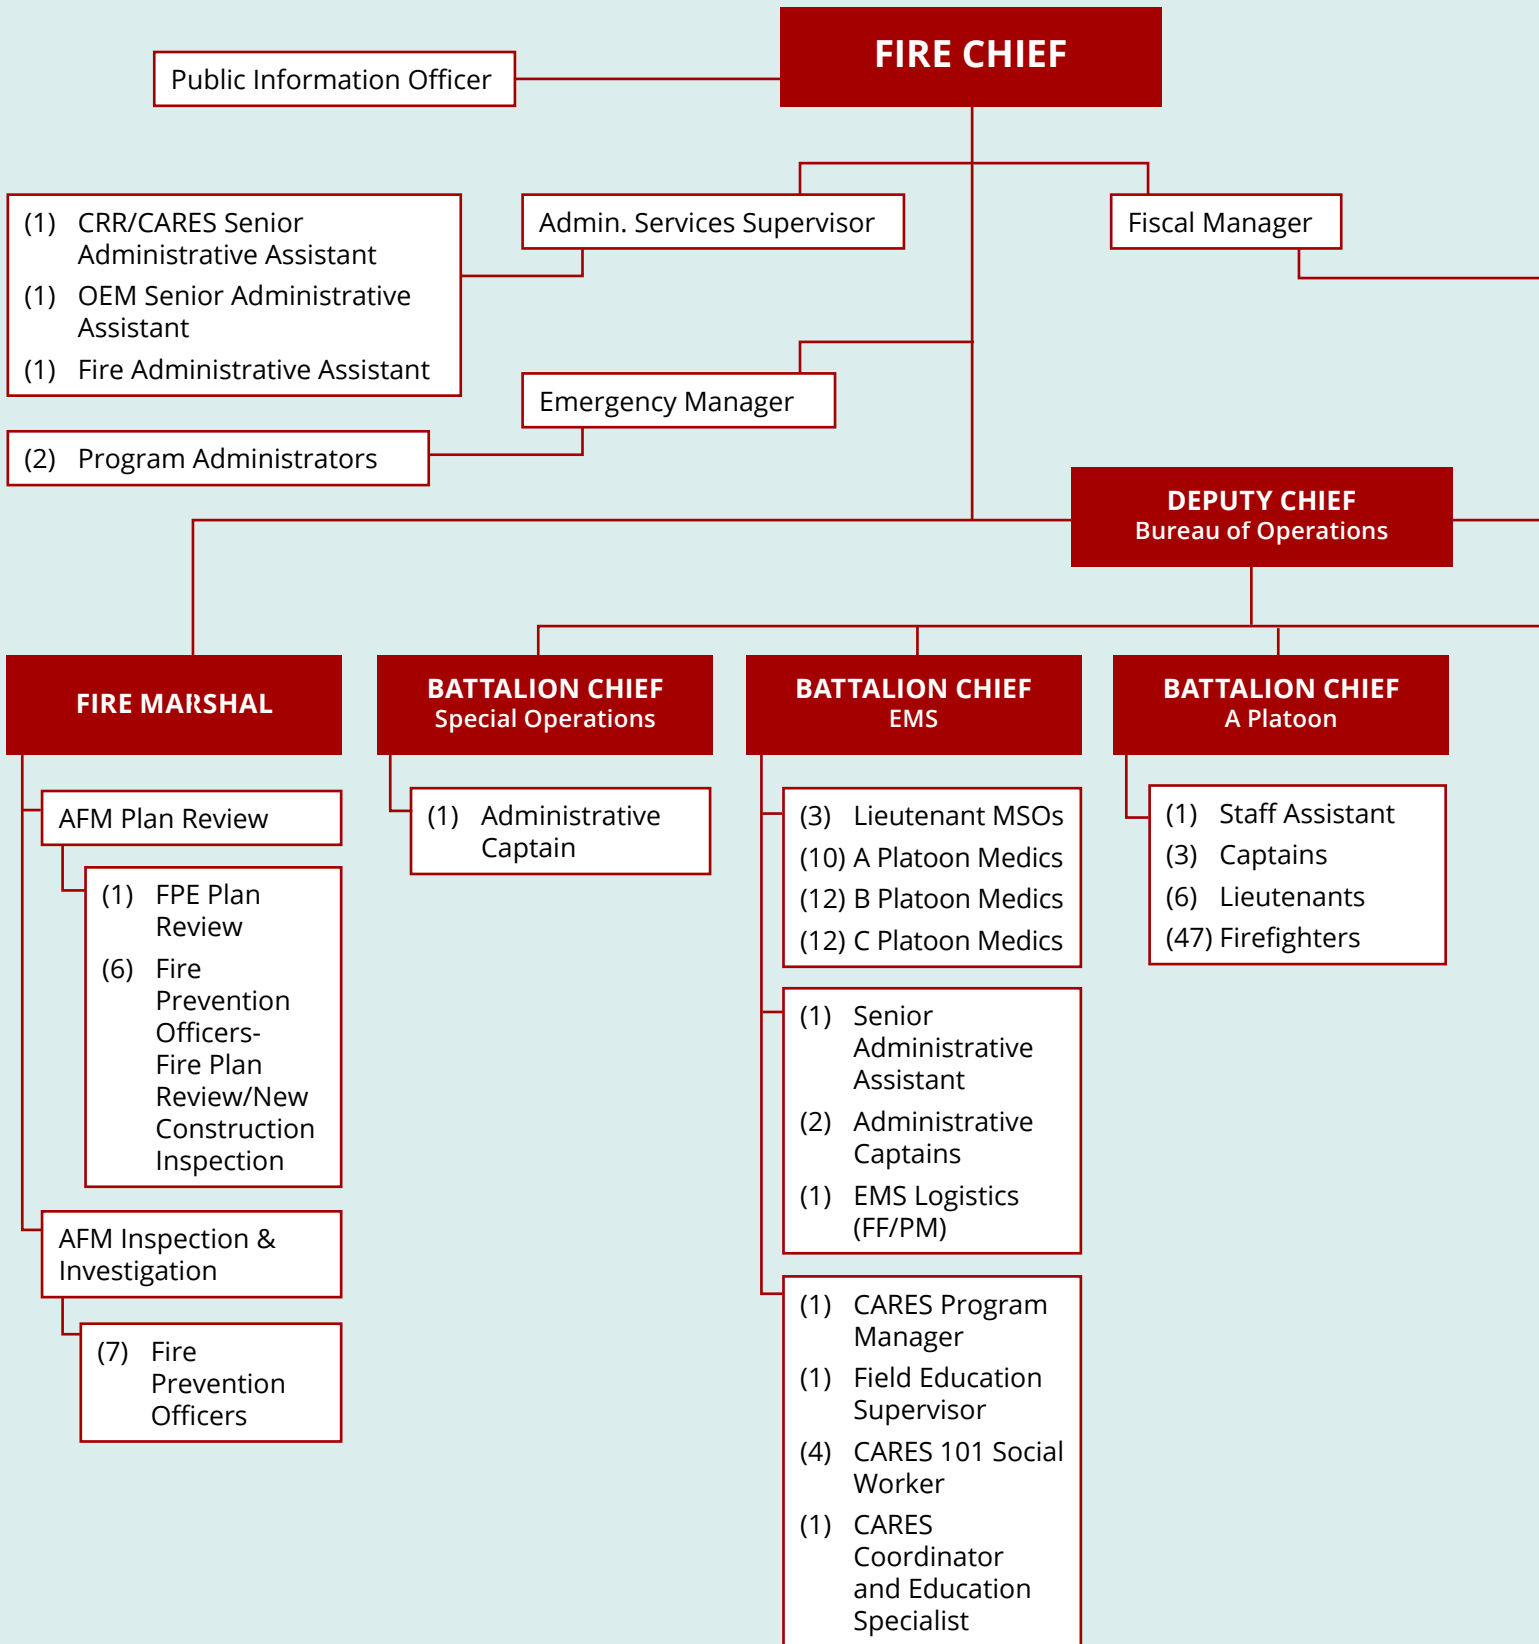 FIRE CHIEF
Public Information Officer
(1) CRR/CARES Senior
Administrative Assistant
(1) OEM Senior Administrative
Assistant
(1) Fire Administrative Assistant
Admin. Services Supervisor
Fiscal Manager
Emergency Manager
(2) Program Administrators
DEPUTY CHIEF
Bureau of Operations
FIRE MARSHAL
AFM Plan Review
(1) FPE Plan
Review
(6) Fire
Prevention
Officers-
Fire Plan
Review/New
Construction
Inspection
AFM Inspection &
Investigation
(7) Fire
Prevention
Officers
BATTALION CHIEF
Special Operations
(1) Administrative
Captain
BATTALION CHIEF
EMS
(3) Lieutenant MSOs
(10) A Platoon Medics
(12) B Platoon Medics
(12) C Platoon Medics
(1) Senior
Administrative
Assistant
(2) Administrative
Captains
(1) EMS Logistics
(FF/PM)
(1) CARES Program
Manager
(1) Field Education
Supervisor
(4) CARES 101 Social
Worker
(1) CARES
Coordinator
and Education
Specialist
BATTALION CHIEF
A Platoon
(1) Staff Assistant
(3) Captains
(6) Lieutenants
(47) Firefighters